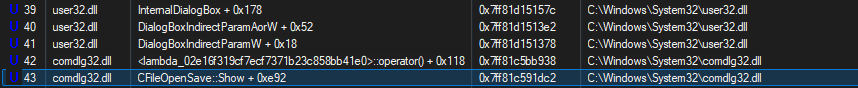 U 39 user32.dll InternalDialogBox + 0x178 0x7ff81d15157c C:\Windows\System32\user32.dll
U 40 user32.dll DialogBoxIndirectParamAorW + 0x52 0x7ff81d1513e2 C:\Windows\System32\user32.dll
U 41 user32.dll DialogBoxIndirectParamW + 0x18 0x7ff81d151378 C:\Windows\System32\user32.dll
U 42 comdlg32.dll <lambda_02e16f319cf7ecf7371b23c858bb41e0>::operator() + 0x118 0x7ff81c5bb938 C:\Windows\System32\comdlg32.dll
U 43 comdlg32.dll CFileOpenSave::Show + 0xe92 0x7ff81c591dc2 C:\Windows\System32\comdlg32.dll